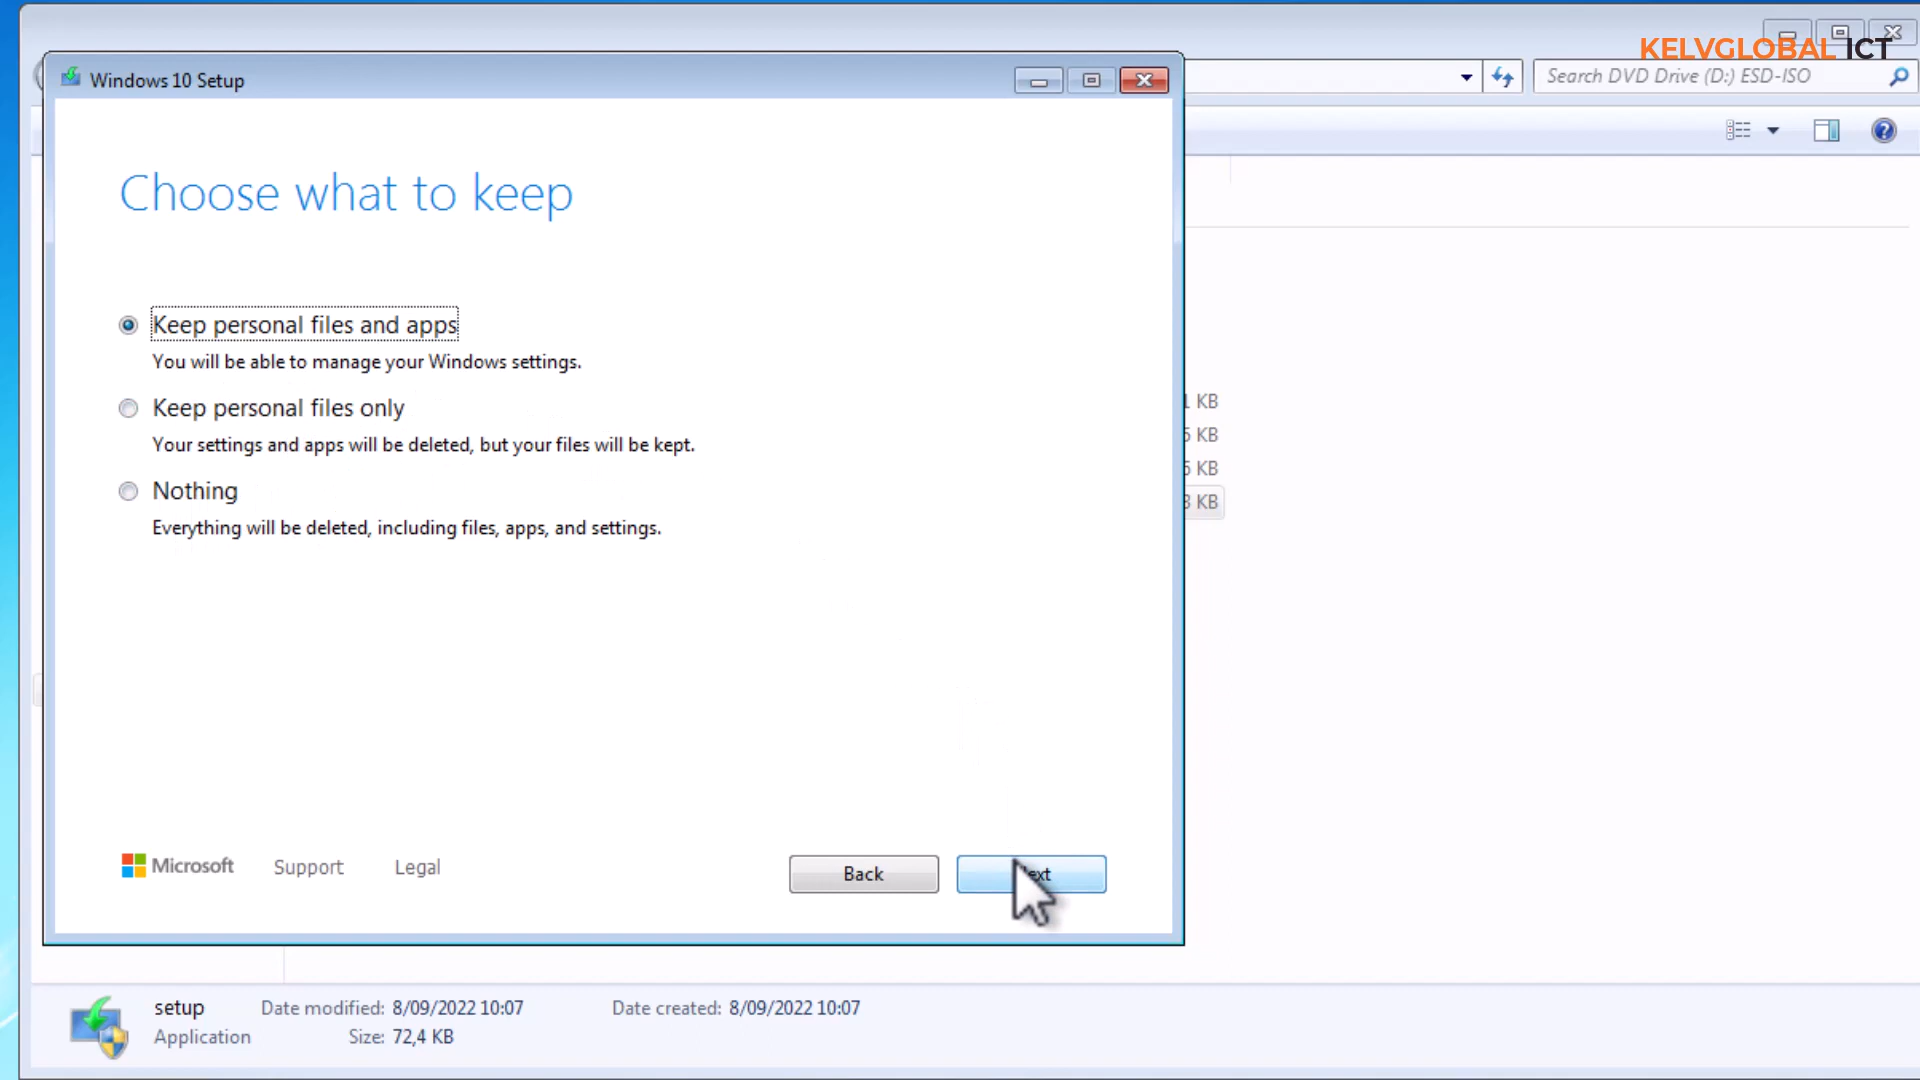 KELVGLOBAL ICT
Windows 10 Setup
Search DVD Drive (D:) ESD-ISO
Choose what to keep
Keep personal files and apps
You will be able to manage your Windows settings.
Keep personal files only
Your settings and apps will be deleted, but your files will be kept.
Nothing
Everything will be deleted, including files, apps, and settings.
KB
KB
KB
KB
Microsoft Support Legal
Back
setup Date modified: 8/09/2022 10:07 Date created: 8/09/2022 10:07
Application Size: 72,4 KB